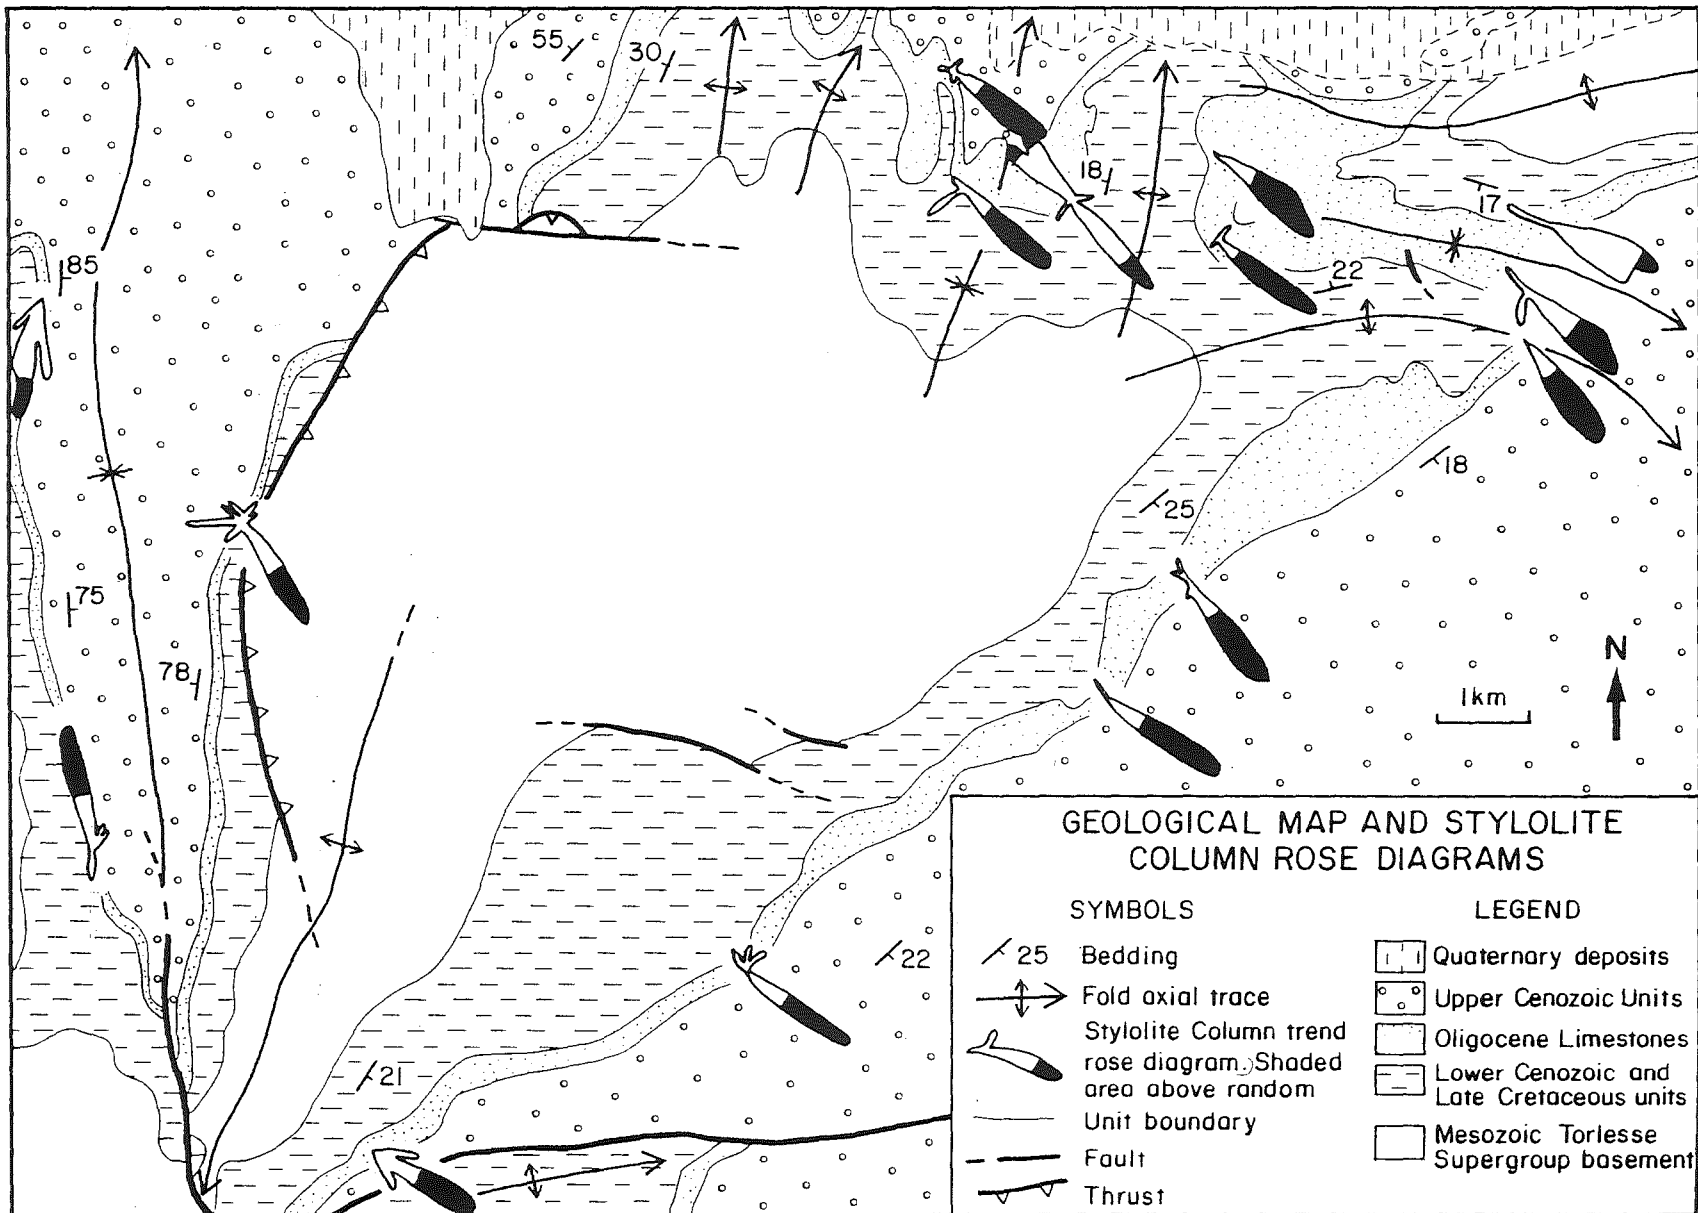 55
30
18
17
85
22
18
25
75
78
N
1km
22
21
GEOLOGICAL MAP AND STYLOLITE
COLUMN ROSE DIAGRAMS
SYMBOLS
25 Bedding
Fold axial trace
Stylolite Column trend
rose diagram. Shaded
area above random
Unit boundary
Fault
Thrust
LEGEND
Quaternary deposits
Upper Cenozoic Units
Oligocene Limestones
Lower Cenozoic and
Late Cretaceous units
Mesozoic Torlesse
Supergroup basement